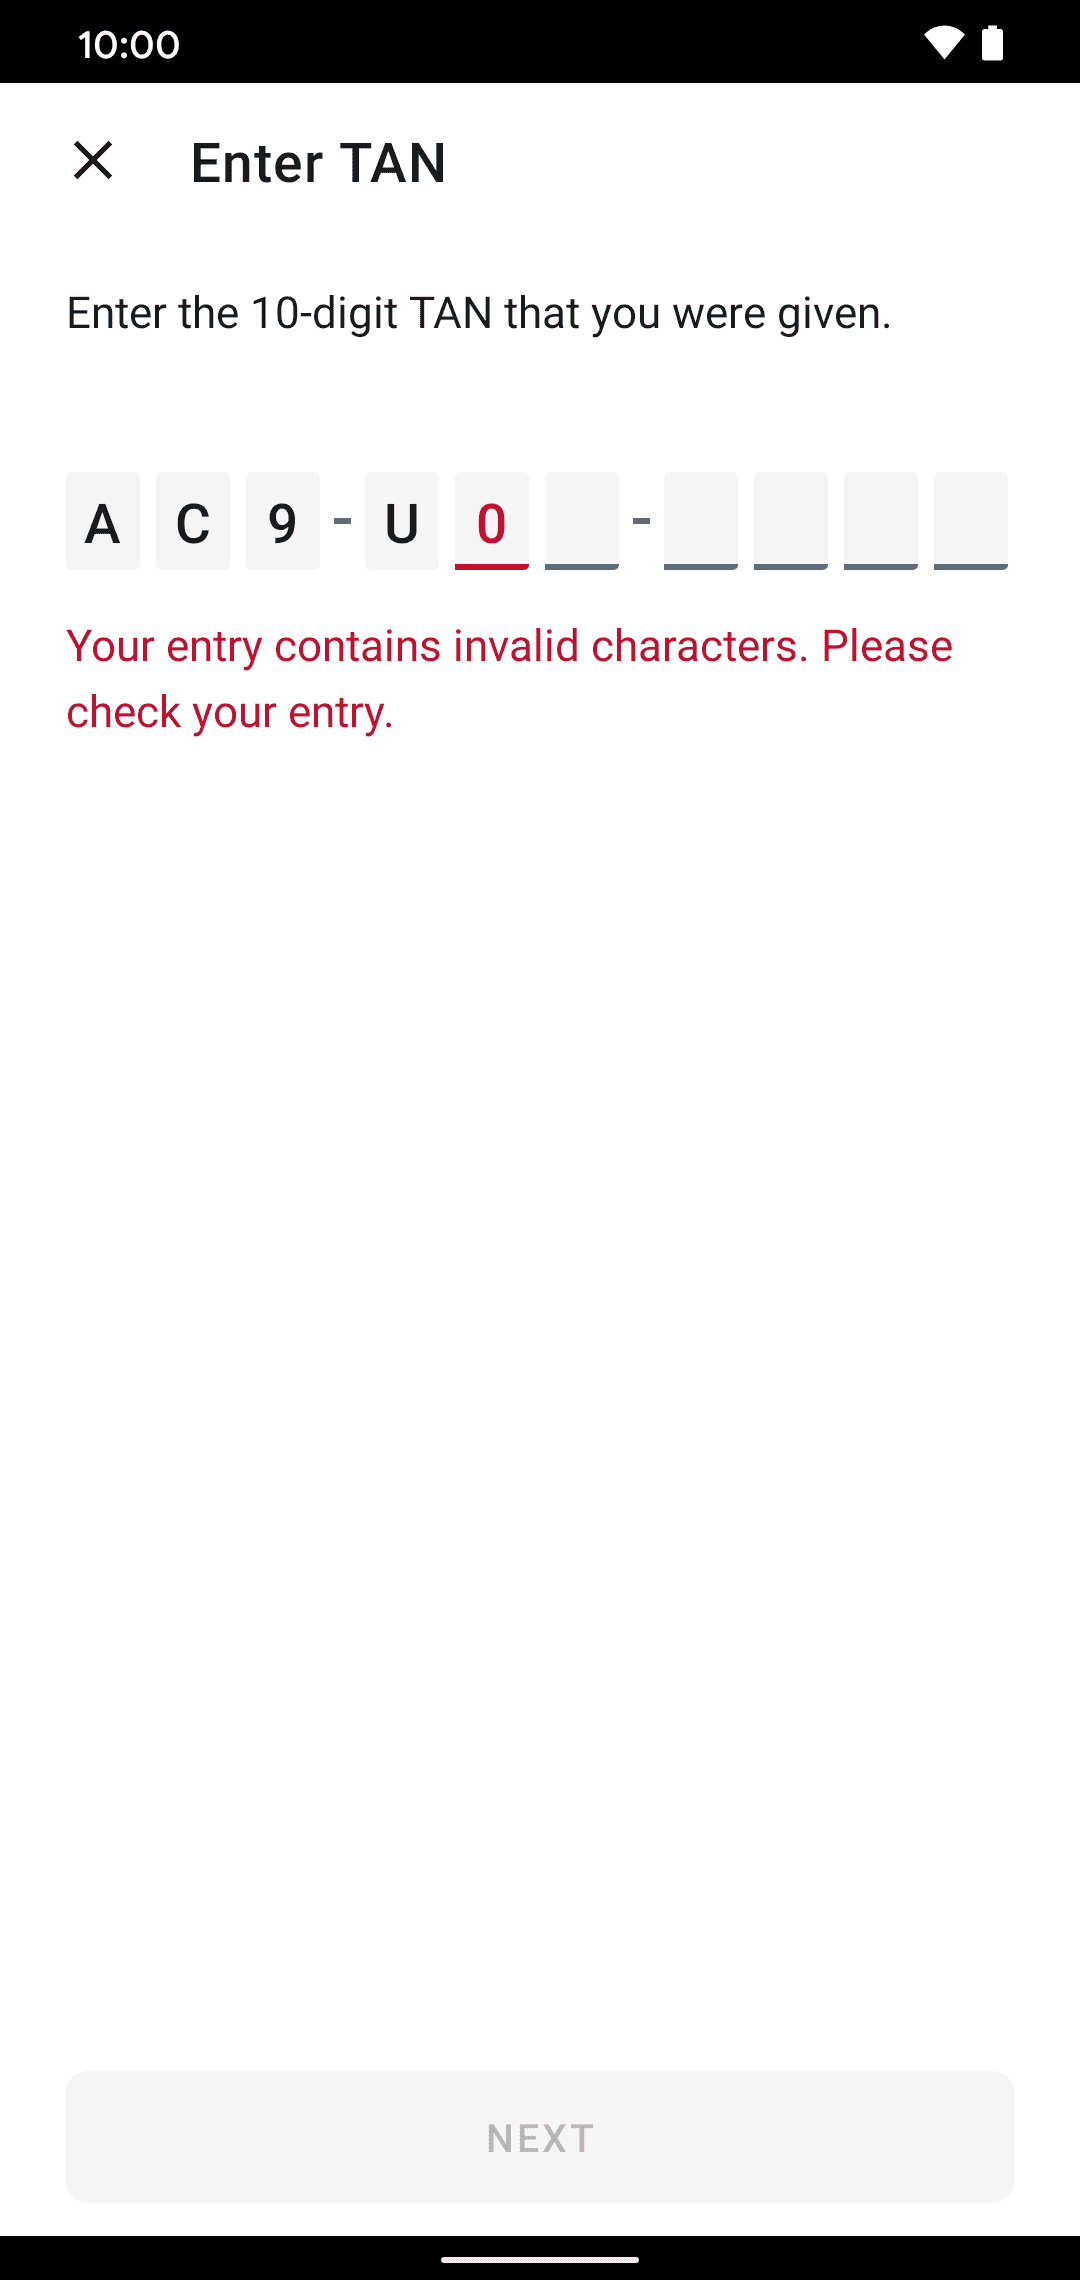 10:00
Enter TAN
Enter the 10-digit TAN that you were given.
A C 9 - U 0 -
Your entry contains invalid characters. Please
check your entry.
NEXT